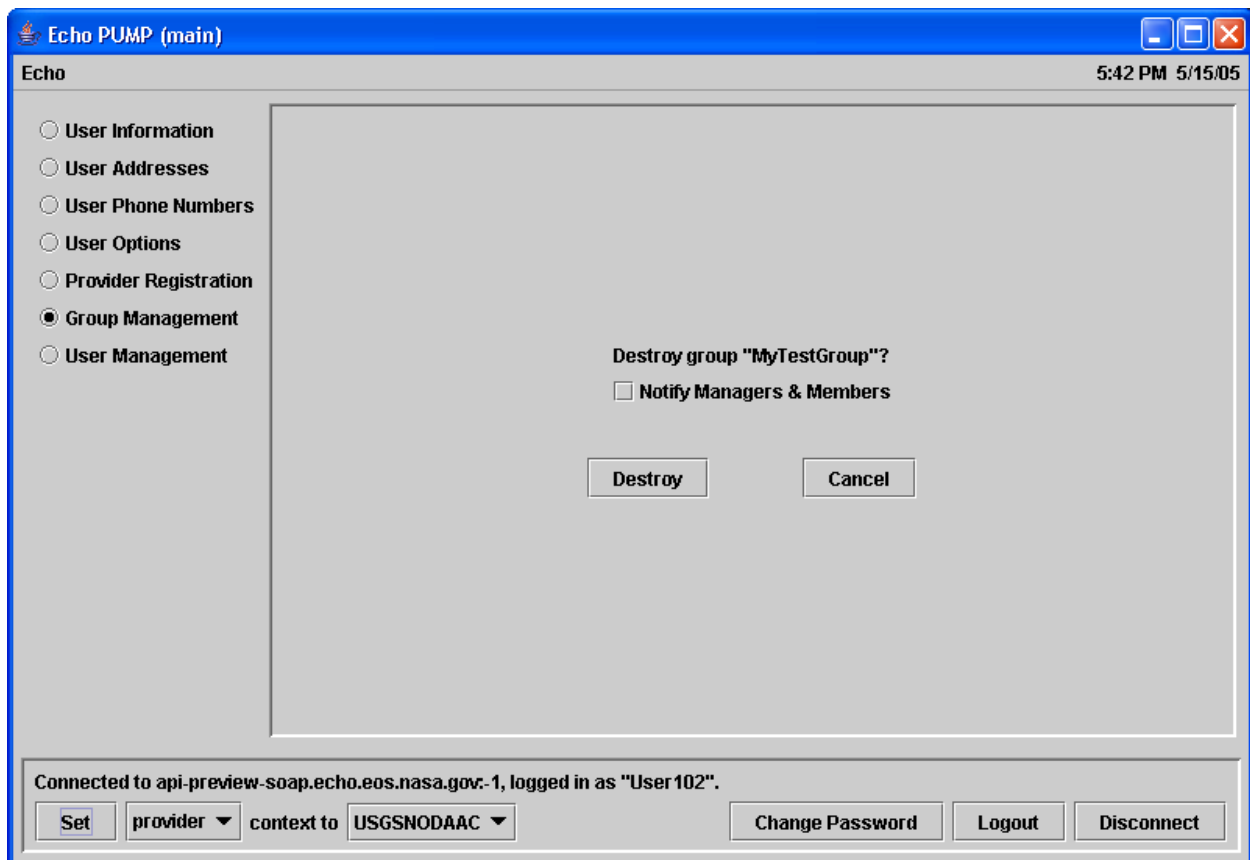 Echo PUMP (main)
Echo 5:42 PM 5/15/05
User Information
User Addresses
User Phone Numbers
User Options
Provider Registration
Group Management
User Management
Destroy group "MyTestGroup"?
Notify Managers & Members
Destroy Cancel
Connected to api-preview-soap.echo.eos.nasa.gov:-1, logged in as "User102".
Set provider context to USGSNODAAC Change Password Logout Disconnect